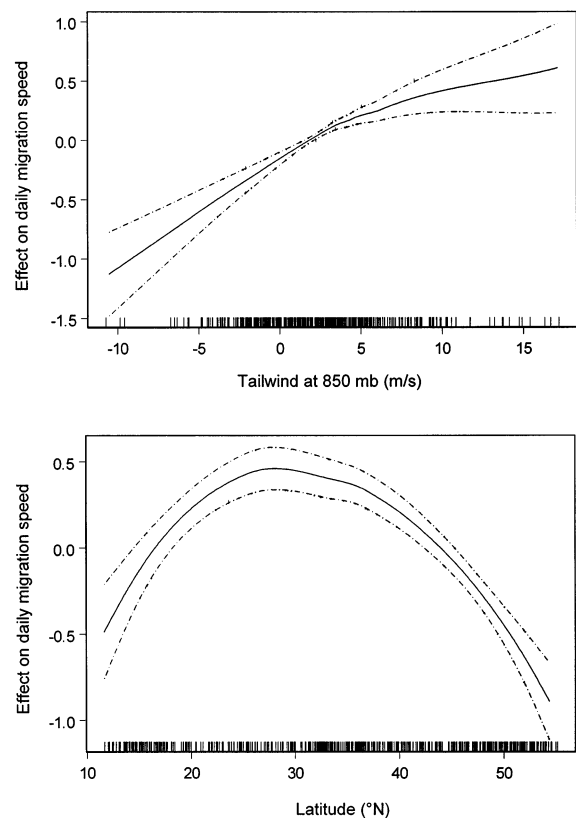 Effect on daily migration speed
1.0
0.5
0.0
-0.5
-1.0
-1.5
-10 -5 0 5 10 15
Tailwind at 850 mb (m/s)
Effect on daily migration speed
0.5
0.0
-0.5
-1.0
10 20 30 40 50
Latitude (°N)